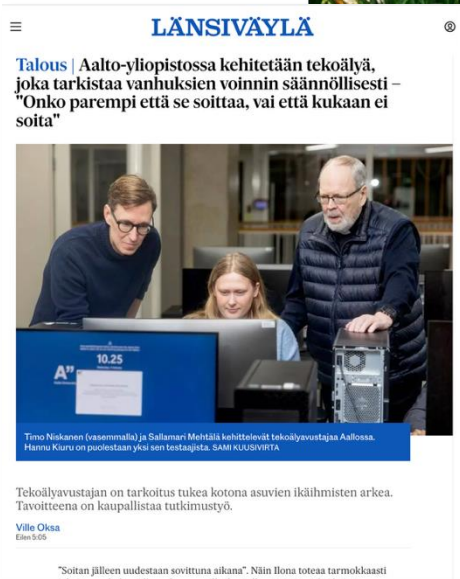 LÄNSIVÄYLÄ
Talous | Aalto-yliopistossa kehitetään tekoälyä,
joka tarkistaa vanhuksien voinnin säännöllisesti –
"Onko parempi että se soittaa, vai että kukaan ei
soita"
A"
10.25
Timo Niskanen (vasemmalla) ja Sallamari Mehtälä kehittelevät tekoälyavustajaa Aallossa.
Hannu Kiuru on puolestaan yksi sen testaajista. SAMI KUUSIVIRTA
Tekoälyavustajan on tarkoitus tukea kotona asuvien ikäihmisten arkea.
Tavoitteena on kaupallistaa tutkimustyö.
Ville Oksa
Eilen 5:05
"Soitan jälleen uudestaan sovittuna aikana". Näin Ilona toteaa tarmokkaasti